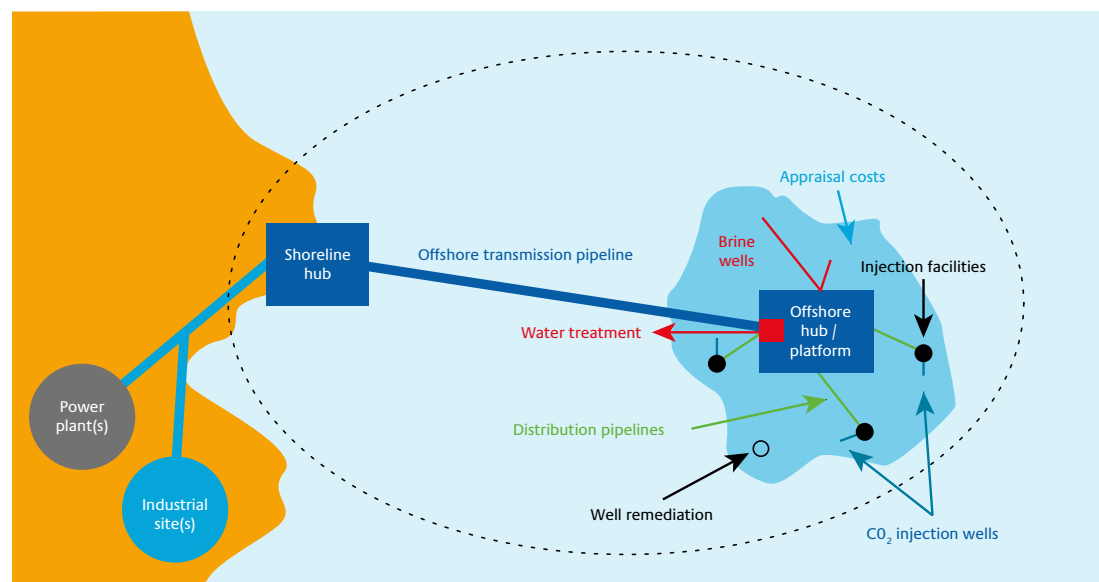 Appraisal costs
Shoreline
hub
Offshore transmission pipeline
Brine
wells
Injection facilities
Offshore
hub /
platform
Water treatment
Power
plant(s)
Distribution pipelines
Industrial
site(s)
Well remediation
C0₂ injection wells